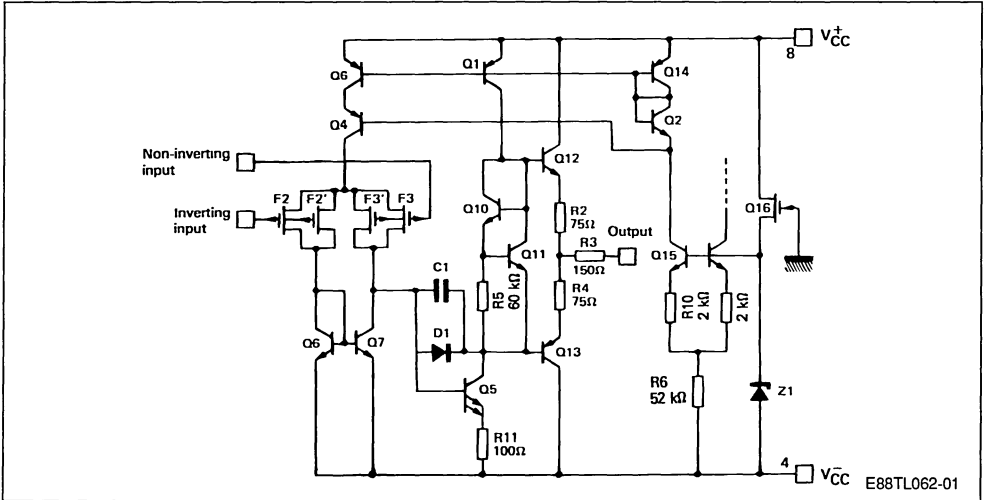 V+CC
8
Q6
Q1
Q14
Q2
Q4
Non-inverting
input
Q12
F2
F2'
F3'
F3
Q10
R2
75Ω
Q16
Inverting
input
Output
R3
150Ω
Q11
Q15
C1
R5
60 kΩ
R4
75Ω
R10
2 kΩ
2 kΩ
D1
Q6
Q7
Q13
Q5
R6
52 kΩ
Z1
R11
100Ω
4
V-CC
E88TL062-01